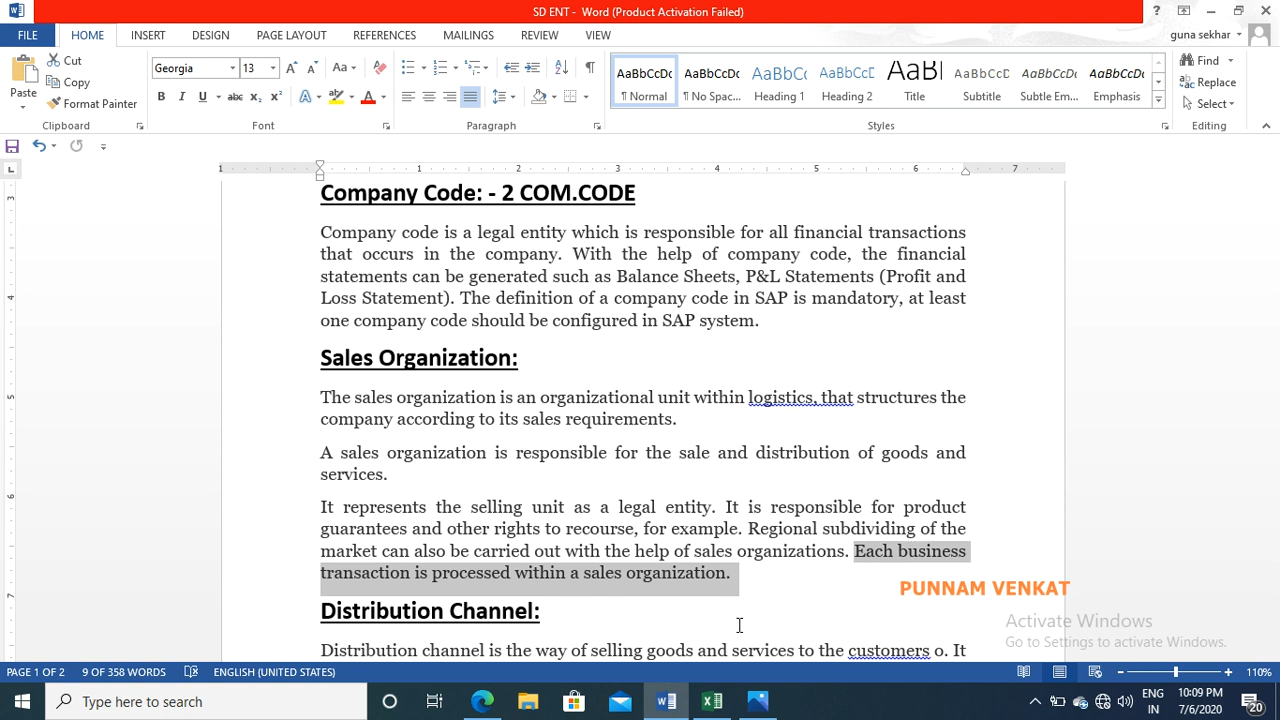 SD ENT - Word (Product Activation Failed)
FILE HOME INSERT DESIGN PAGE LAYOUT REFERENCES MAILINGS REVIEW VIEW guna sekhar
Paste Cut Copy Format Painter
Georgia 13
AaBbCcDc AaBbCcDc AaBbCc AaBbCcC AaBl AaBbCcD AaBbCcDc AaBbCcDc
¶ Normal ¶ No Spac... Heading 1 Heading 2 Title Subtitle Subtle Em... Emphasis
Find Replace Select
Clipboard Font Paragraph Styles Editing
Company Code: - 2 COM.CODE
Company code is a legal entity which is responsible for all financial transactions
that occurs in the company. With the help of company code, the financial
statements can be generated such as Balance Sheets, P&L Statements (Profit and
Loss Statement). The definition of a company code in SAP is mandatory, at least
one company code should be configured in SAP system.
Sales Organization:
The sales organization is an organizational unit within logistics, that structures the
company according to its sales requirements.
A sales organization is responsible for the sale and distribution of goods and
services.
It represents the selling unit as a legal entity. It is responsible for product
guarantees and other rights to recourse, for example. Regional subdividing of the
market can also be carried out with the help of sales organizations. Each business
transaction is processed within a sales organization.
PUNNAM VENKAT
Distribution Channel:
Activate Windows
Go to Settings to activate Windows.
Distribution channel is the way of selling goods and services to the customers o. It
PAGE 1 OF 2 9 OF 358 WORDS ENGLISH (UNITED STATES) 110%
Type here to search
ENG IN 10:09 PM 7/6/2020 20